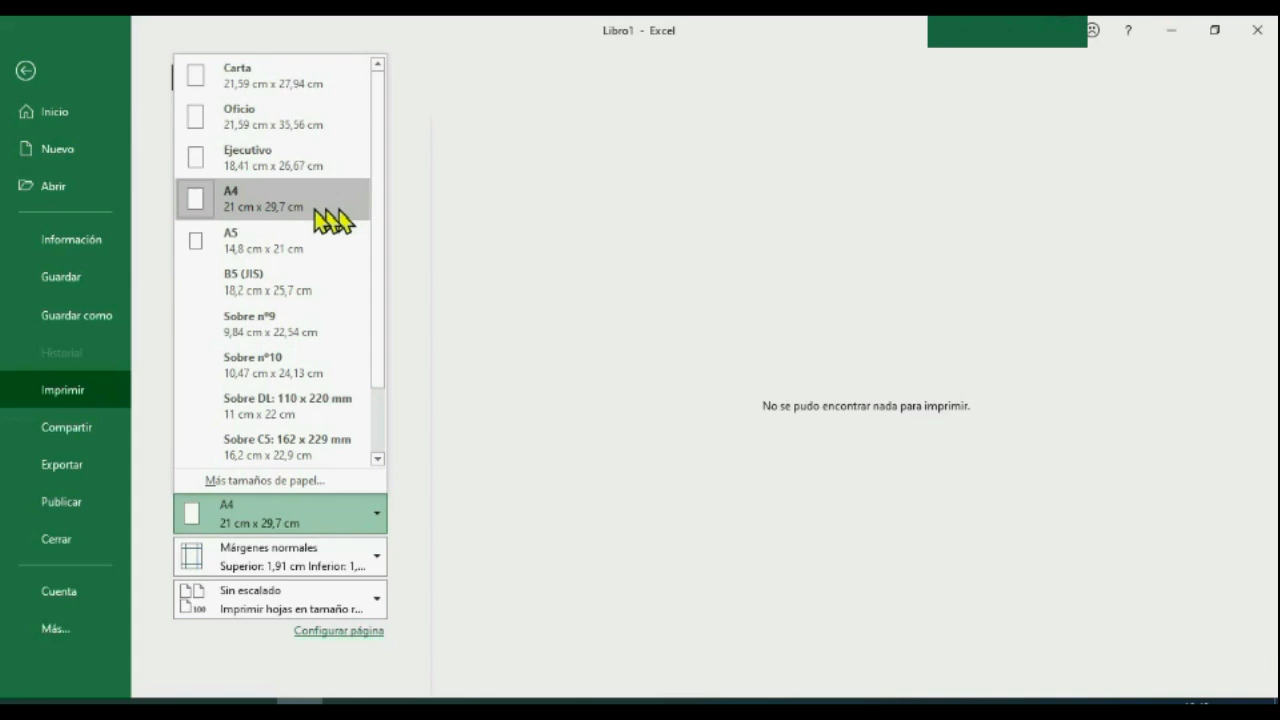 Libro1 - Excel
?
Inicio
Nuevo
Abrir
Información
Guardar
Guardar como
Historial
Imprimir
Compartir
Exportar
Publicar
Cerrar
Cuenta
Más...
Carta
21,59 cm x 27,94 cm
Oficio
21,59 cm x 35,56 cm
Ejecutivo
18,41 cm x 26,67 cm
A4
21 cm x 29,7 cm
A5
14,8 cm x 21 cm
B5 (JIS)
18,2 cm x 25,7 cm
Sobre nº9
9,84 cm x 22,54 cm
Sobre nº10
10,47 cm x 24,13 cm
Sobre DL: 110 x 220 mm
11 cm x 22 cm
Sobre C5: 162 x 229 mm
16,2 cm x 22,9 cm
Más tamaños de papel...
A4
21 cm x 29,7 cm
Márgenes normales
Superior: 1,91 cm Inferior: 1,...
Sin escalado
100 Imprimir hojas en tamaño r...
Configurar página
No se pudo encontrar nada para imprimir.